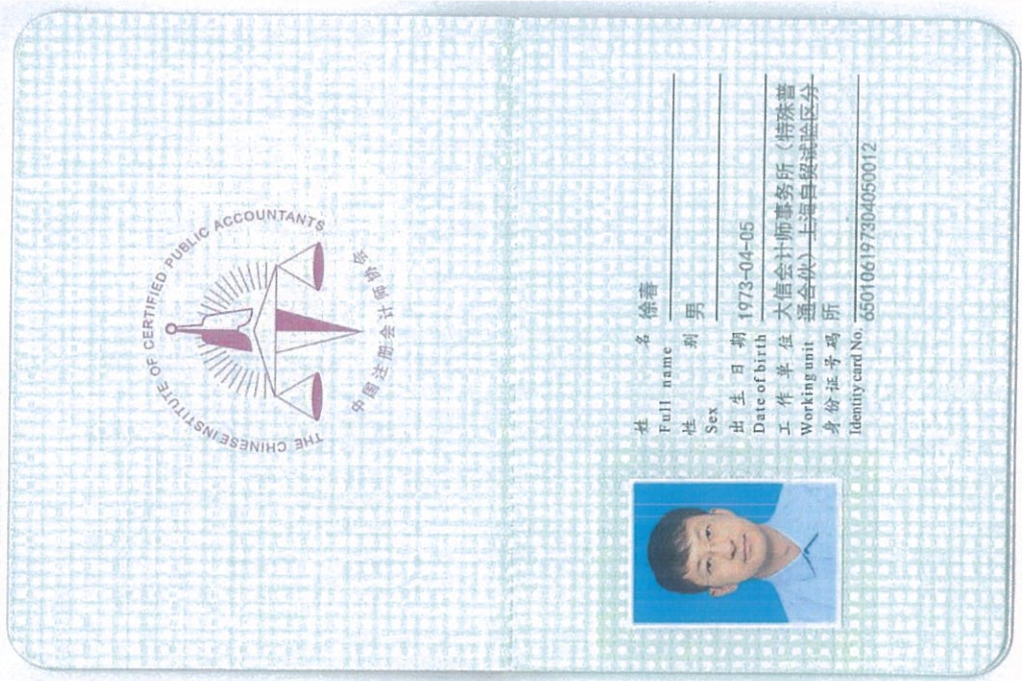 THE CHINESE INSTITUTE OF CERTIFIED PUBLIC ACCOUNTANTS
中国注册会计师协会
姓 名 徐春
Full name
性 别 男
Sex
出 生 日 期 1973-04-05
Date of birth
工 作 单 位 大信会计师事务所（特殊普
Working unit 通合伙）上海自贸试验区分
身 份 证 号 码 所
Identity card No. 650106197304050012